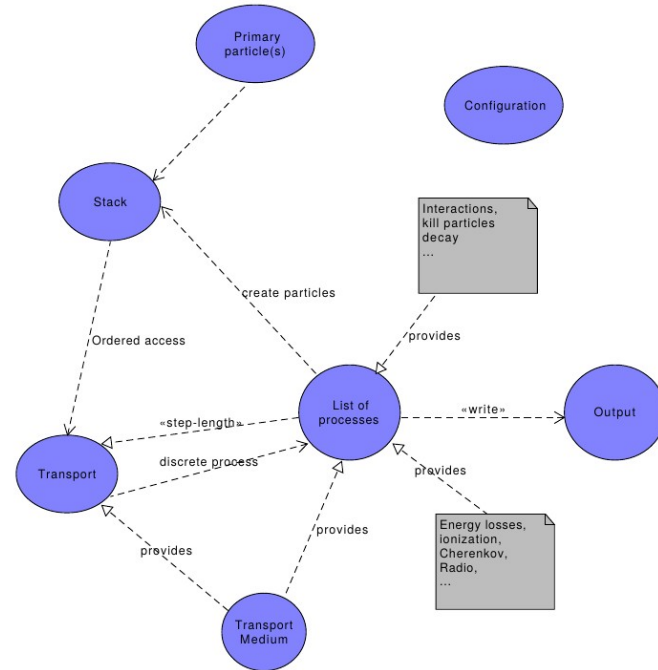 Primary
particle(s)
Configuration
Stack
Interactions,
kill particles
decay
...
create particles
provides
Ordered access
List of
processes
«step-length»
«write»
Output
Transport
discrete process
provides
Energy losses,
ionization,
Cherenkov,
Radio,
...
provides
provides
Transport
Medium